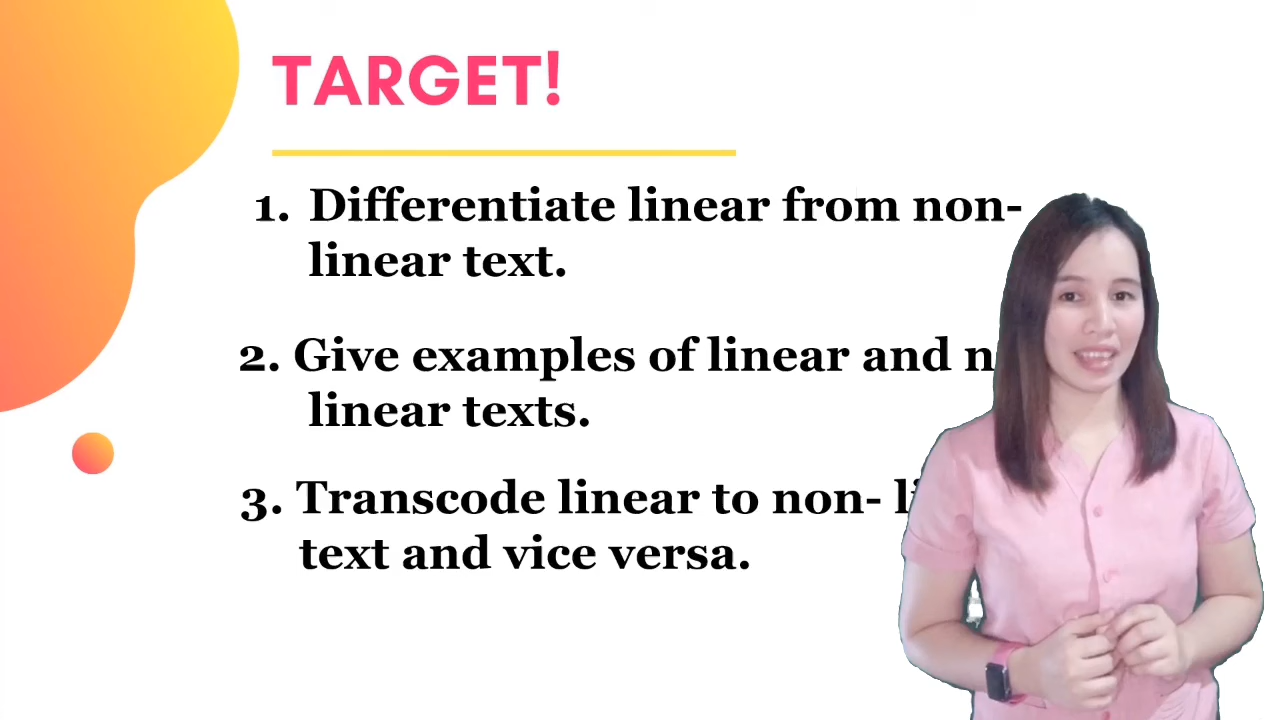 TARGET!
1. Differentiate linear from non-
linear text.
2. Give examples of linear and
linear texts.
3. Transcode linear to non-
text and vice versa.